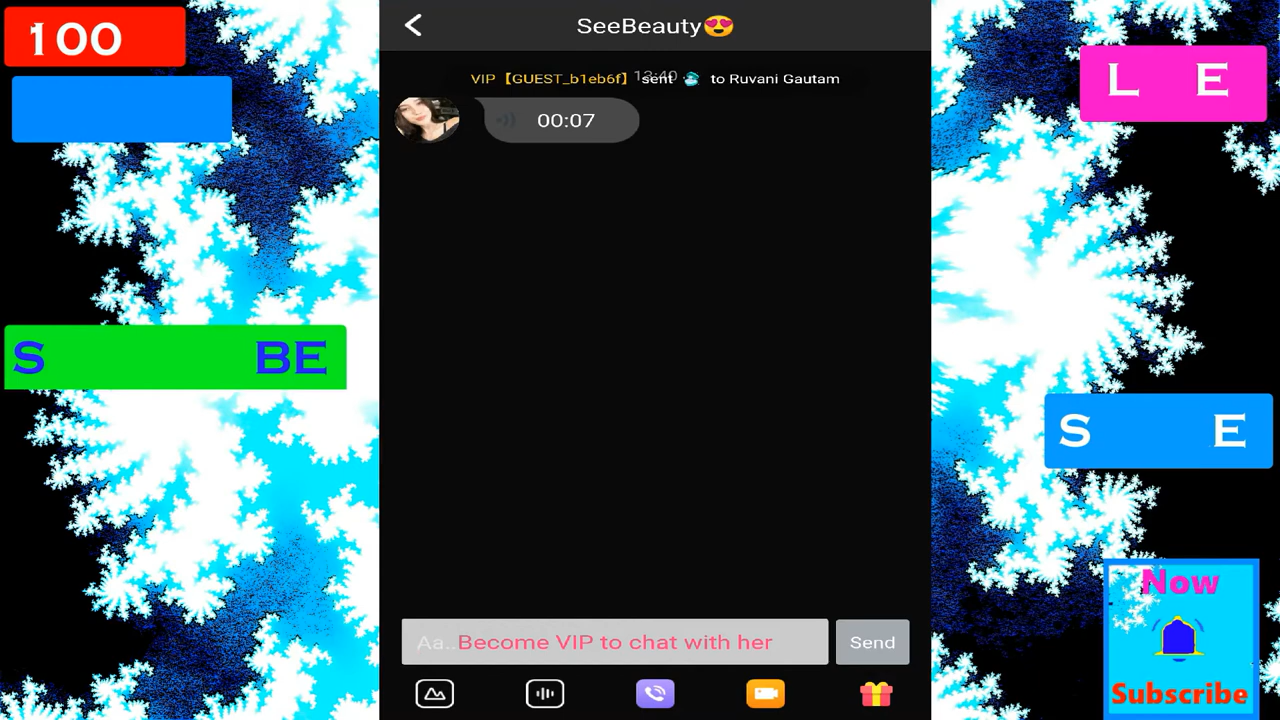 100
SeeBeauty😍
VIP【GUEST_b1eb6f】 sent to Ruvani Gautam
00:07
L E
S BE
S E
Now
Aa..
Become VIP to chat with her
Send
Subscribe